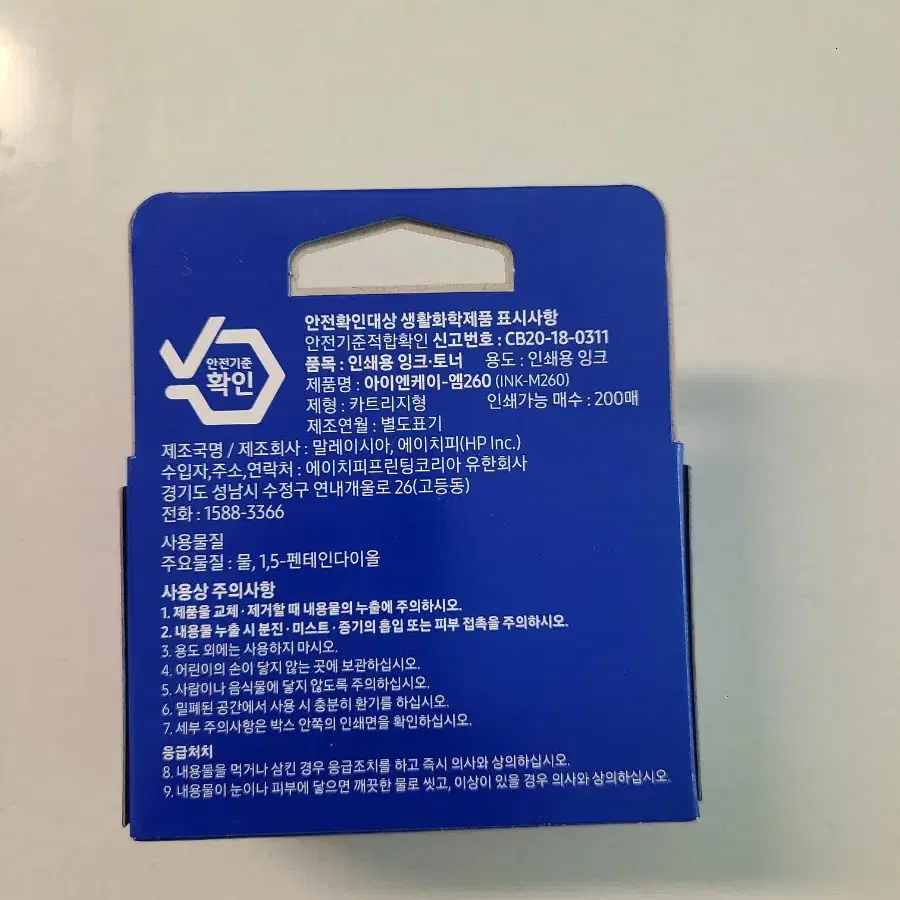 안전기준
확인
안전확인대상 생활화학제품 표시사항
안전기준적합확인 신고번호 : CB20-18-0311
품목 : 인쇄용 잉크·토너 용도 : 인쇄용 잉크
제품명 : 아이엔케이-엠260 (INK-M260)
제형 : 카트리지형 인쇄가능 매수 : 200매
제조연월 : 별도표기
제조국명 / 제조회사 : 말레이시아, 에이치피(HP Inc.)
수입자,주소,연락처 : 에이치피프린팅코리아 유한회사
경기도 성남시 수정구 연내개울로 26(고등동)
전화 : 1588-3366
사용물질
주요물질 : 물, 1,5-펜테인다이올
사용상 주의사항
1. 제품을 교체·제거할 때 내용물의 누출에 주의하십시오.
2. 내용물 누출 시 분진·미스트·증기의 흡입 또는 피부 접촉을 주의하십시오.
3. 용도 외에는 사용하지 마시오.
4. 어린이의 손이 닿지 않는 곳에 보관하십시오.
5. 사람이나 음식물에 닿지 않도록 주의하십시오.
6. 밀폐된 공간에서 사용 시 충분히 환기를 하십시오.
7. 세부 주의사항은 박스 안쪽의 인쇄면을 확인하십시오.
응급처치
8. 내용물을 먹거나 삼킨 경우 응급조치를 하고 즉시 의사와 상의하십시오.
9. 내용물이 눈이나 피부에 닿으면 깨끗한 물로 씻고, 이상이 있을 경우 의사와 상의하십시오.